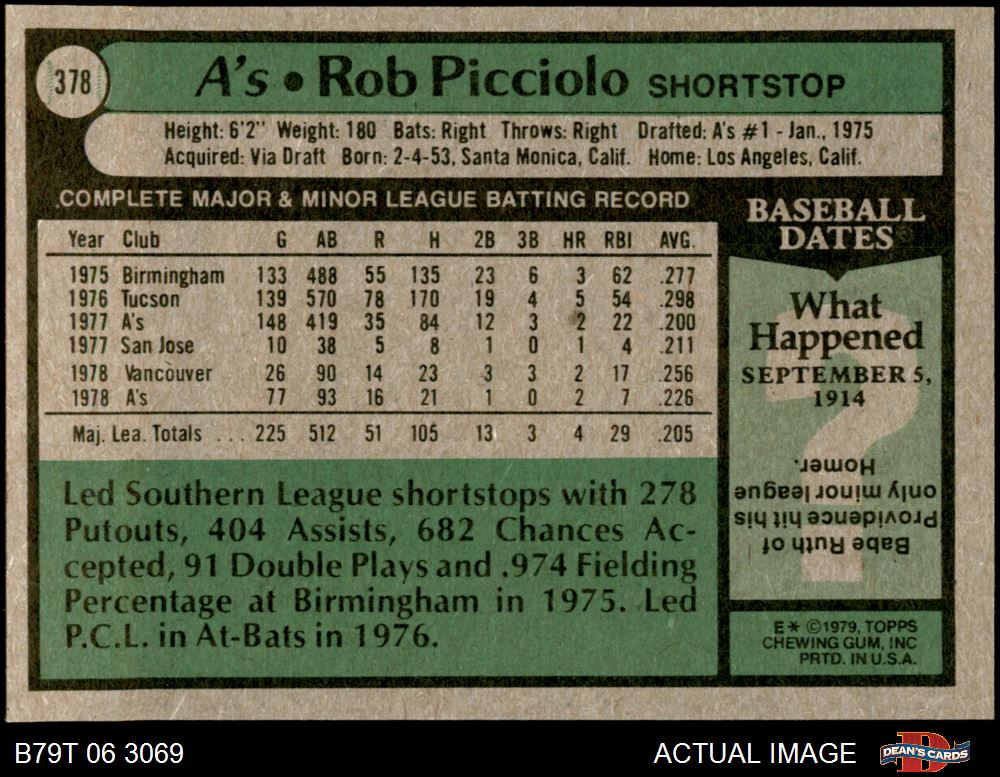 378
A's • Rob Picciolo SHORTSTOP
Height: 6'2" Weight: 180 Bats: Right Throws: Right Drafted: A's #1 - Jan., 1975
Acquired: Via Draft Born: 2-4-53, Santa Monica, Calif. Home: Los Angeles, Calif.
COMPLETE MAJOR & MINOR LEAGUE BATTING RECORD
Year Club G AB R H 2B 3B HR RBI AVG.
1975 Birmingham 133 488 55 135 23 6 3 62 .277
1976 Tucson 139 570 78 170 19 4 5 54 .298
1977 A's 148 419 35 84 12 3 2 22 .200
1977 San Jose 10 38 5 8 1 0 1 4 .211
1978 Vancouver 26 90 14 23 3 3 2 17 .256
1978 A's 77 93 16 21 1 0 2 7 .226
Maj. Lea. Totals ... 225 512 51 105 13 3 4 29 .205
Led Southern League shortstops with 278
Putouts, 404 Assists, 682 Chances Ac-
cepted, 91 Double Plays and .974 Fielding
Percentage at Birmingham in 1975. Led
P.C.L. in At-Bats in 1976.
BASEBALL
DATES
What
Happened
SEPTEMBER 5,
1914
?
Babe Ruth of
Providence hit his
only minor league
Homer.
E* ©1979, TOPPS
CHEWING GUM, INC
PRTD. IN U.S.A.
B79T 06 3069
ACTUAL IMAGE
DEAN'S CARDS